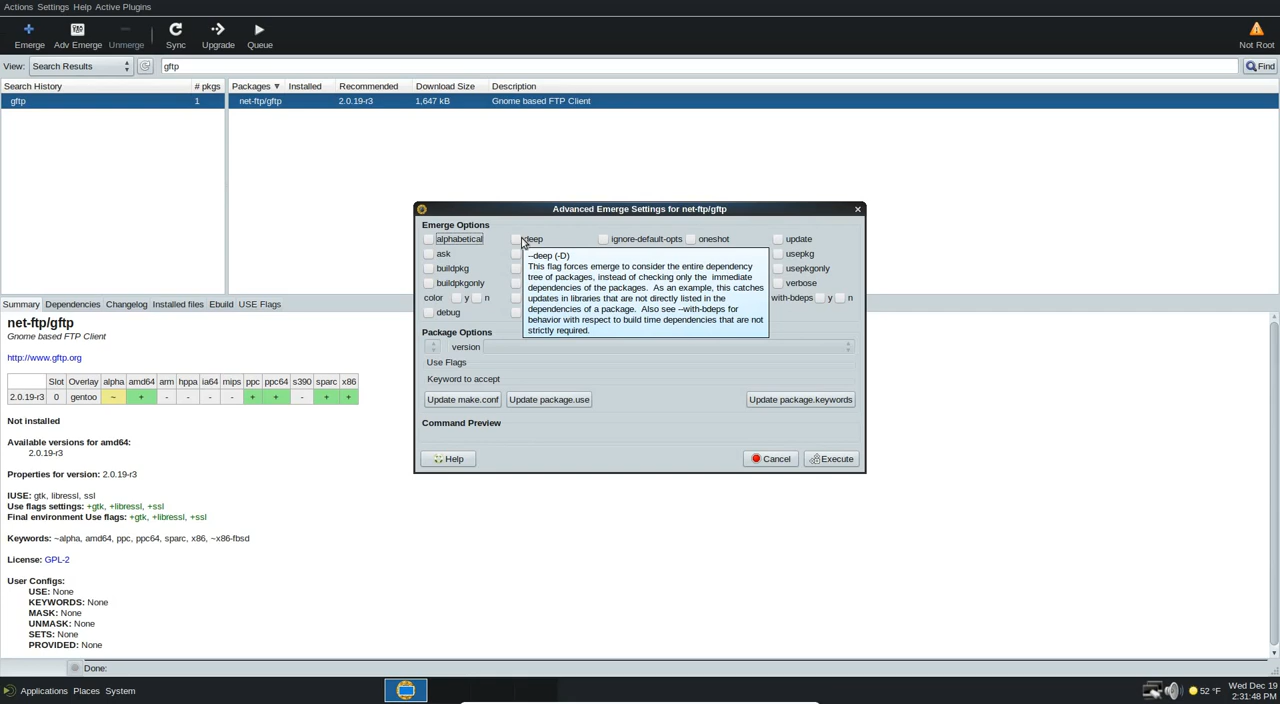 Actions Settings Help Active Plugins
Emerge Adv Emerge Unmerge Sync Upgrade Queue Not Root
View: Search Results gftp Find
Search History # pkgs Packages Installed Recommended Download Size Description
gftp 1 net-ftp/gftp 2.0.19-r3 1,647 kB Gnome based FTP Client
Advanced Emerge Settings for net-ftp/gftp
Emerge Options
alphabetical deep ignore-default-opts oneshot update
ask usepkg
buildpkg usepkgonly
buildpkgonly verbose
color y n with-bdeps y n
debug
--deep (-D)
This flag forces emerge to consider the entire dependency
tree of packages, instead of checking only the immediate
dependencies of the packages. As an example, this catches
updates in libraries that are not directly listed in the
dependencies of a package. Also see --with-bdeps for
behavior with respect to build time dependencies that are not
strictly required.
Package Options
version
Use Flags
Keyword to accept
Update make.conf Update package.use Update package.keywords
Command Preview
Help Cancel Execute
Summary Dependencies Changelog Installed files Ebuild USE Flags
net-ftp/gftp
Gnome based FTP Client
http://www.gftp.org
Slot Overlay alpha amd64 arm hppa ia64 mips ppc ppc64 s390 sparc x86
2.0.19-r3 0 gentoo ~ + - - - - + + - + +
Not installed
Available versions for amd64:
2.0.19-r3
Properties for version: 2.0.19-r3
IUSE: gtk, libressl, ssl
Use flags settings: +gtk, +libressl, +ssl
Final environment Use flags: +gtk, +libressl, +ssl
Keywords: ~alpha, amd64, ppc, ppc64, sparc, x86, ~x86-fbsd
License: GPL-2
User Configs:
USE: None
KEYWORDS: None
MASK: None
UNMASK: None
SETS: None
PROVIDED: None
Done:
Applications Places System 52 °F Wed Dec 19
2:31:48 PM